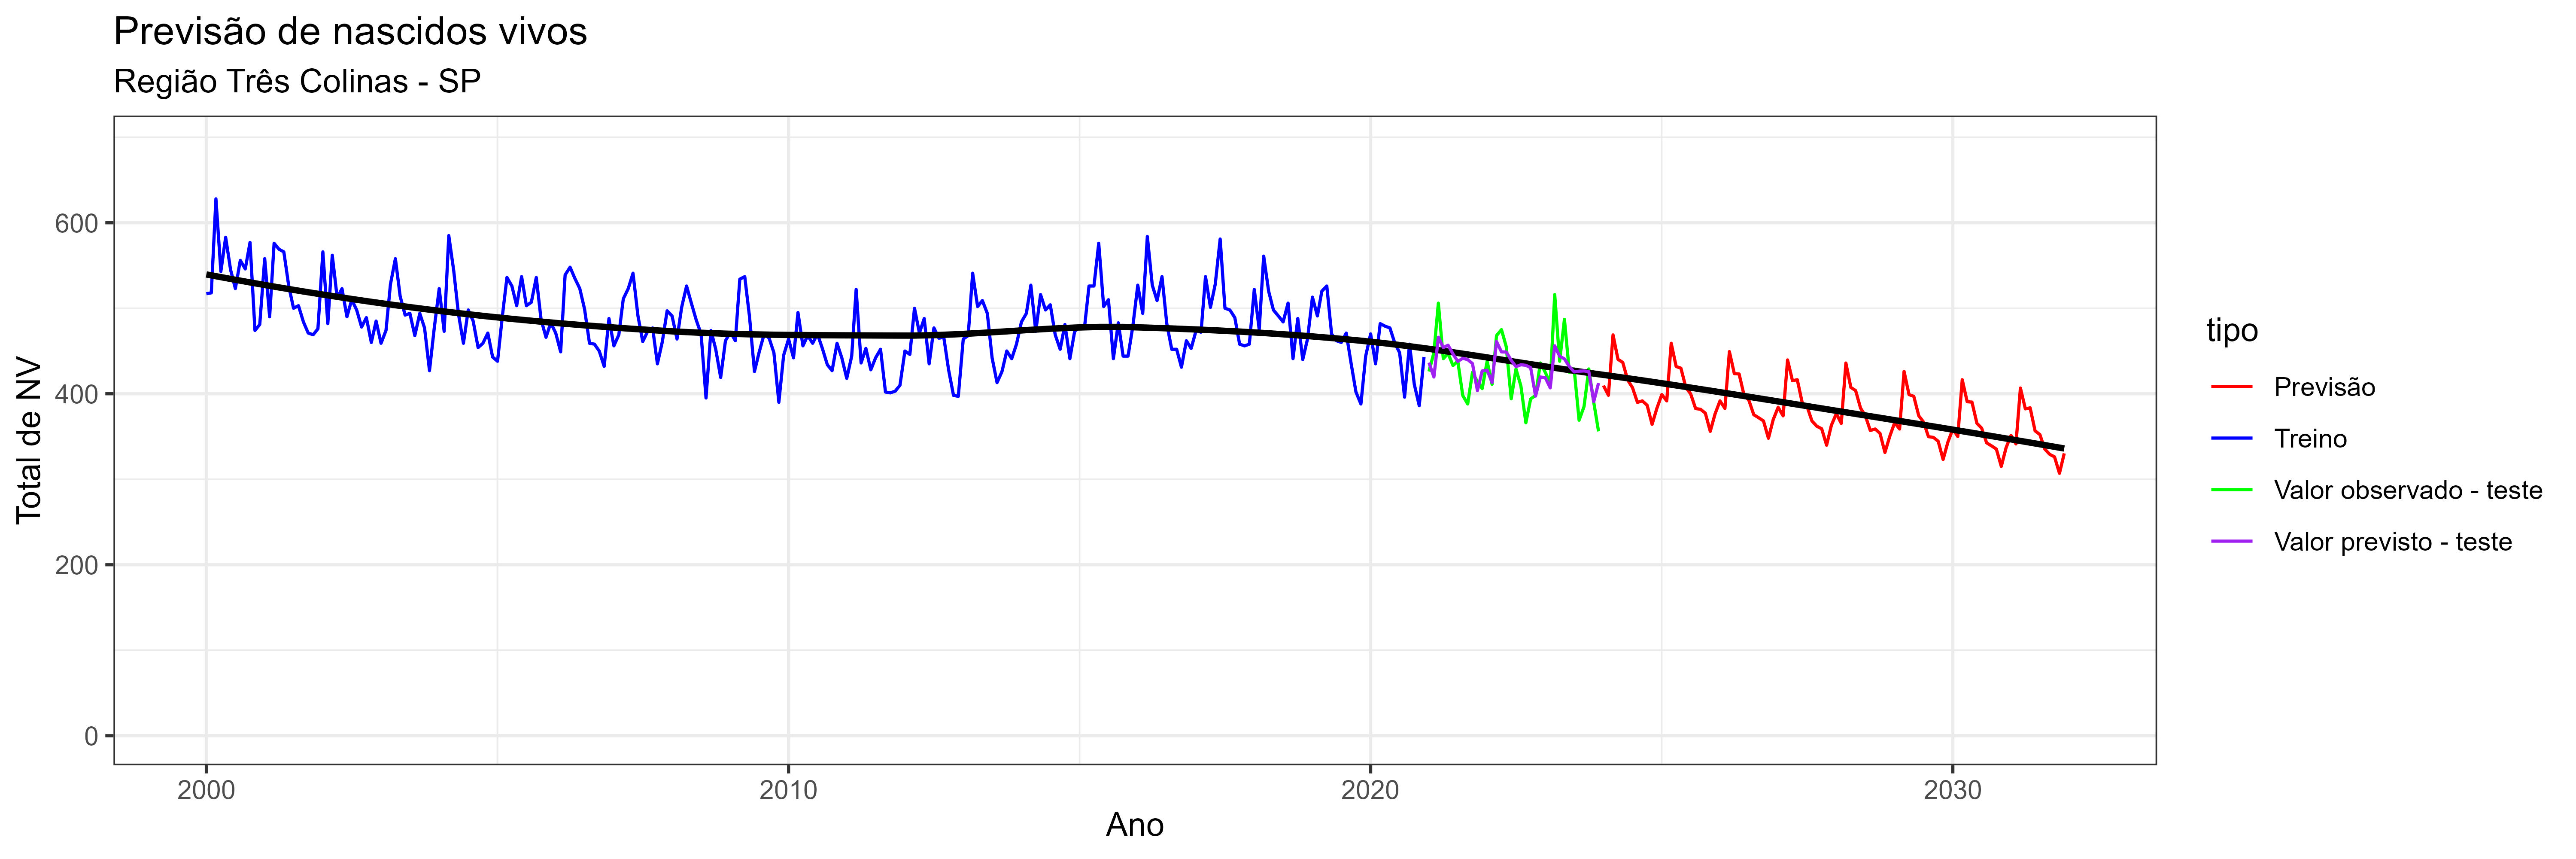 Previsão de nascidos vivos
Região Três Colinas - SP
Total de NV
600
400
200
0
2000
2010
2020
2030
Ano
tipo
Previsão
Treino
Valor observado - teste
Valor previsto - teste